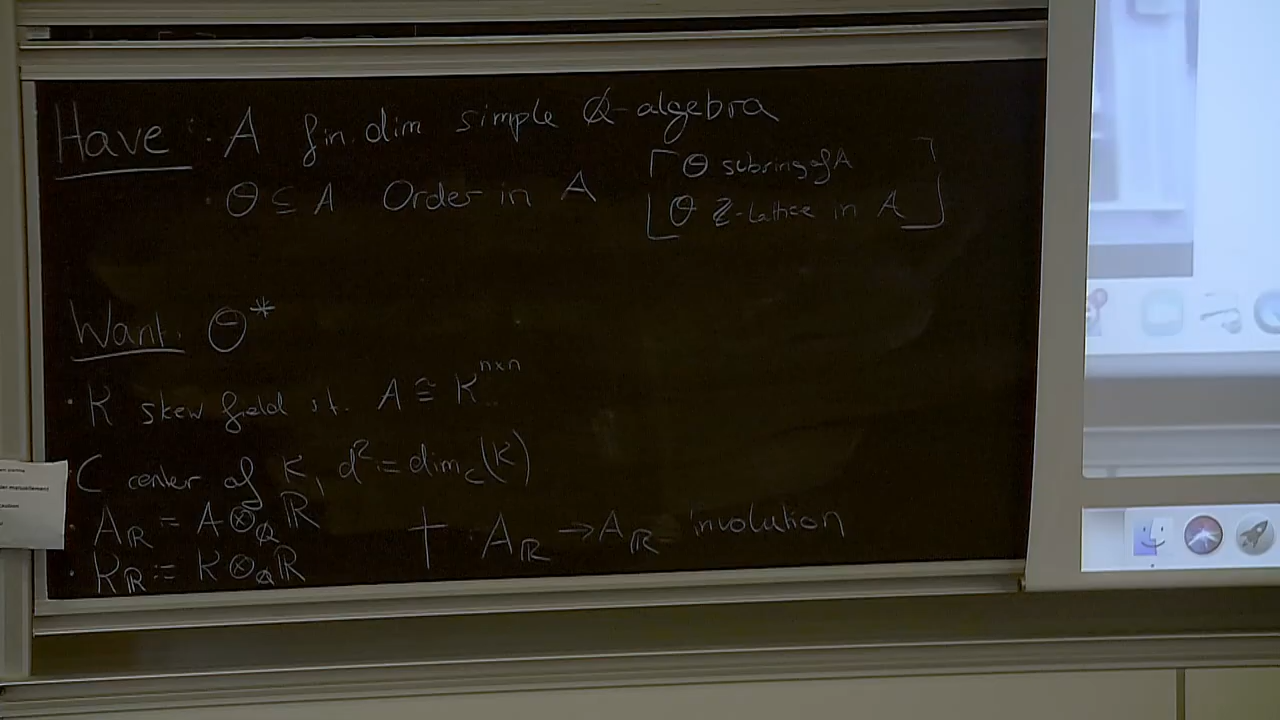 Have: · A fin. dim simple ℚ-algebra
· Θ ⊆ A Order in A [Θ subring of A
Θ ℤ-lattice in A]
Want: Θ*
· K skew field st. A ≅ K^{n×n}
· C center of K, d² := dim_C(K)
· A_ℝ := A ⊗_ℚ ℝ † : A_ℝ → A_ℝ involution
· K_ℝ := K ⊗_ℚ ℝ